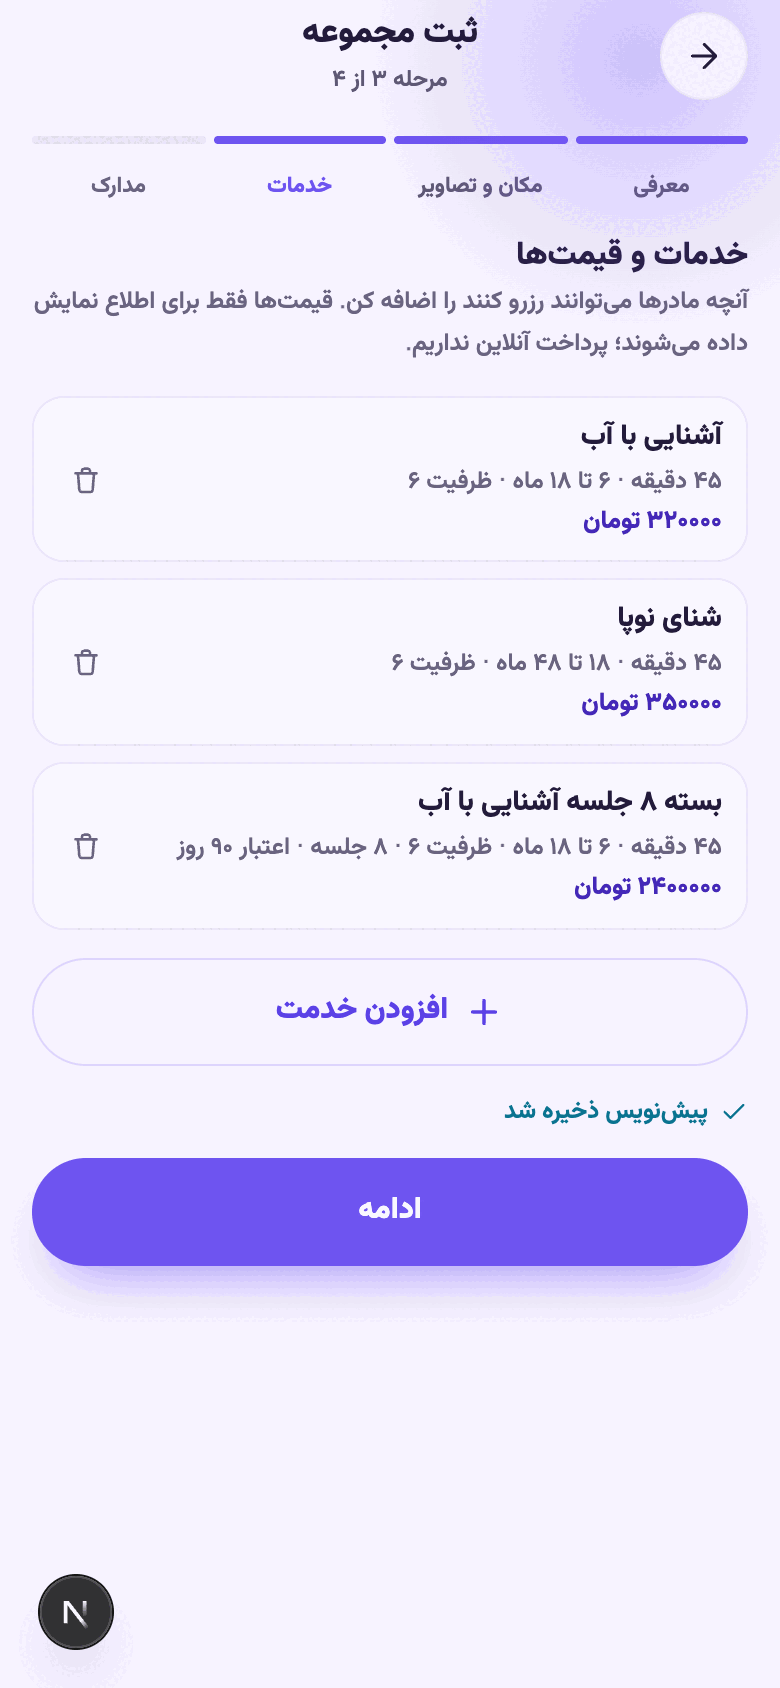 ثبت مجموعه
مرحله ۳ از ۴
معرفی
مکان و تصاویر
خدمات
مدارک
خدمات و قیمت‌ها
آنچه مادرها می‌توانند رزرو کنند را اضافه کن. قیمت‌ها فقط برای اطلاع نمایش
داده می‌شوند؛ پرداخت آنلاین نداریم.
آشنایی با آب
۴۵ دقیقه · ۶ تا ۱۸ ماه · ظرفیت ۶
۳۲۰۰۰۰ تومان
شنای نوپا
۴۵ دقیقه · ۱۸ تا ۴۸ ماه · ظرفیت ۶
۳۵۰۰۰۰ تومان
بسته ۸ جلسه آشنایی با آب
۴۵ دقیقه · ۶ تا ۱۸ ماه · ظرفیت ۶ · ۸ جلسه · اعتبار ۹۰ روز
۲۴۰۰۰۰۰ تومان
افزودن خدمت
پیش‌نویس ذخیره شد
ادامه
N